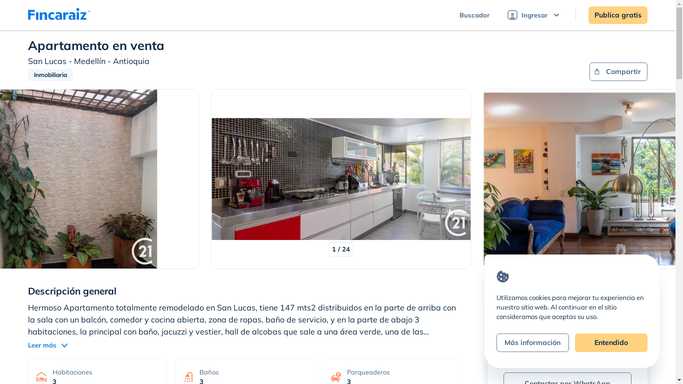 Fincaraiz
Buscador
Ingresar
Publica gratis
Apartamento en venta
San Lucas - Medellín - Antioquia
Inmobiliaria
Compartir
21
21
1 / 24
Descripción general
Hermoso Apartamento totalmente remodelado en San Lucas, tiene 147 mts2 distribuidos en la parte de arriba
con la sala con un balcón, comedor y cocina abierta, zona de ropas, baño de servicio, y en la parte de abajo 3
habitaciones, la principal con baño, jacuzzi y vestier, hall de alcobas que sale a una área verde, una de las...
Leer más
Habitaciones
3
Baños
3
Parqueaderos
3
Utilizamos cookies para mejorar tu experiencia en
nuestro sitio web. Al continuar en el sitio
consideramos que aceptas su uso.
Más información
Entendido
Contactar por WhatsApp